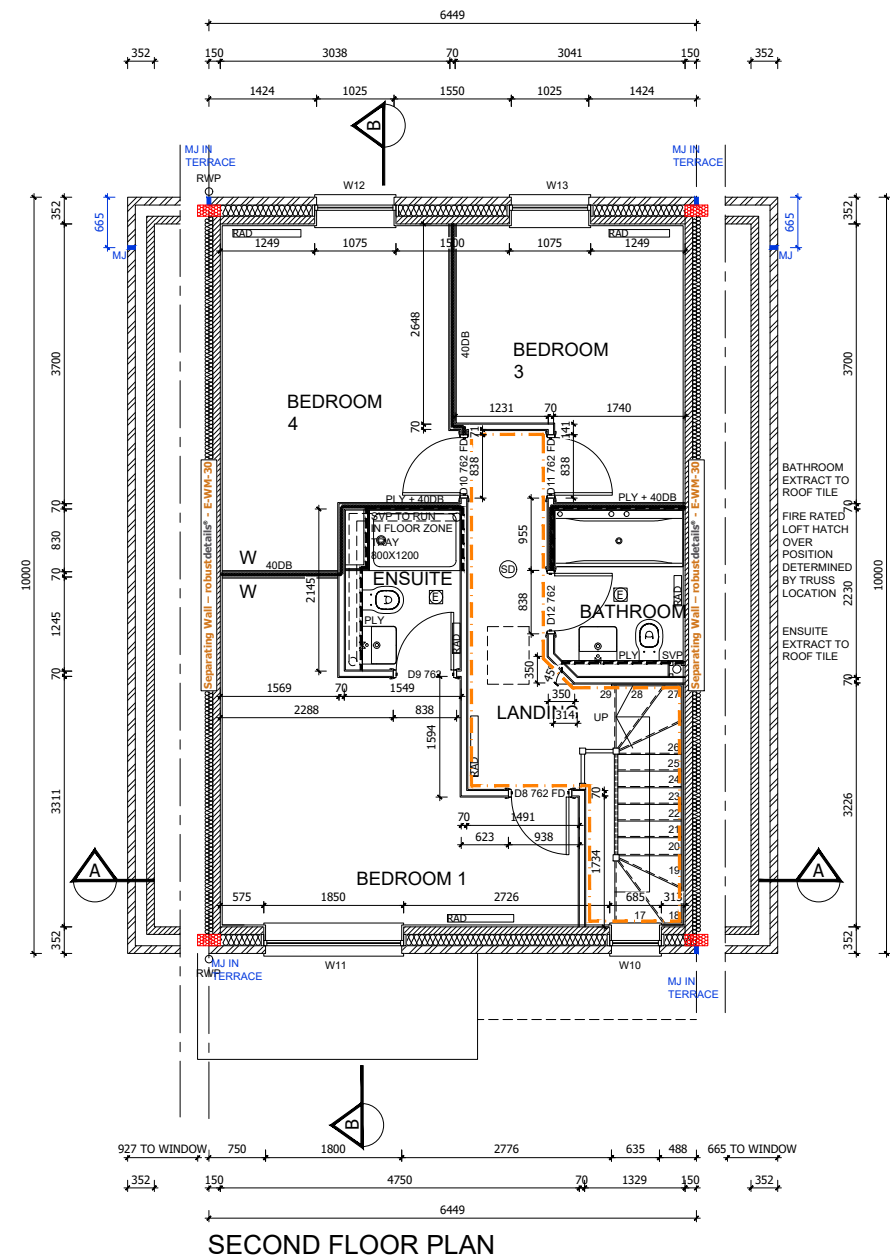 6449
352 150 3038 70 3041 150 352
1424 1025 1550 1025 1424
B
MJ IN
TERRACE
RWP
MJ IN
TERRACE
W12 W13
352
665
MJ
665
MJ
352
RAD RAD
1249 1075 1500 1075 1249
2648
40DB
BEDROOM
3
BEDROOM
4
3700
3700
1231 70 1740
70
71
838
D10 762 FD
D11 762 FD
141
838
PLY + 40DB
PLY + 40DB
SVP TO RUN
IN FLOOR ZONE
TRAY
800X1200
955
SD
838
W
40DB
W
2145
ENSUITE
E
PLY
RAD
D9 762
D12 762
E
BATHROOM
RAD
PLY SVP
Separating Wall – robustdetails® - E-WM-30
Separating Wall – robustdetails® - E-WM-30
BATHROOM
EXTRACT TO
ROOF TILE
FIRE RATED
LOFT HATCH
OVER
POSITION
DETERMINED
BY TRUSS
LOCATION
ENSUITE
EXTRACT TO
ROOF TILE
10000
70
830
70
1245
70
3311
352
70
2230
70
3226
352
10000
350
45°
350
314
1569 70 1549
2288 838
1594
LANDING
UP
29 28 27
26
25
24
23
22
21
20
19
18
17
RAD
D8 762 FD
70
70 1491
623 938
1734
A
A
BEDROOM 1
575 1850 2726 685 313
RAD
W11 W10
RWP
MJ IN
TERRACE
MJ IN
TERRACE
B
927 TO WINDOW 750 1800 2776 635 488 665 TO WINDOW
352 150 4750 70 1329 150 352
6449
SECOND FLOOR PLAN